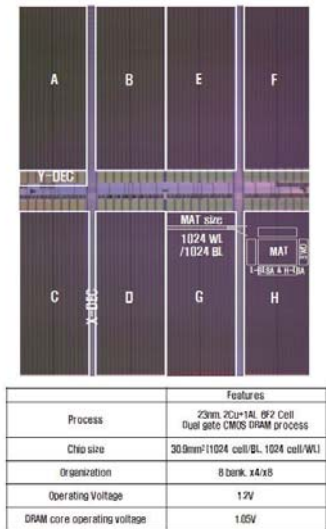 A B E F
Y-DEC
MAT size
1024 WL
/1024 BL
MAT
X-DEC
C D G H
Features
Process 23nm, 2Cu+1AL 6F2 Cell
Dual gate CMOS DRAM process
Chip size 30.9mm² (1024 cell/BL, 1024 cell/WL)
Organization 8 bank, x4/x8
Operating Voltage 1.2V
DRAM core operating voltage 1.05V